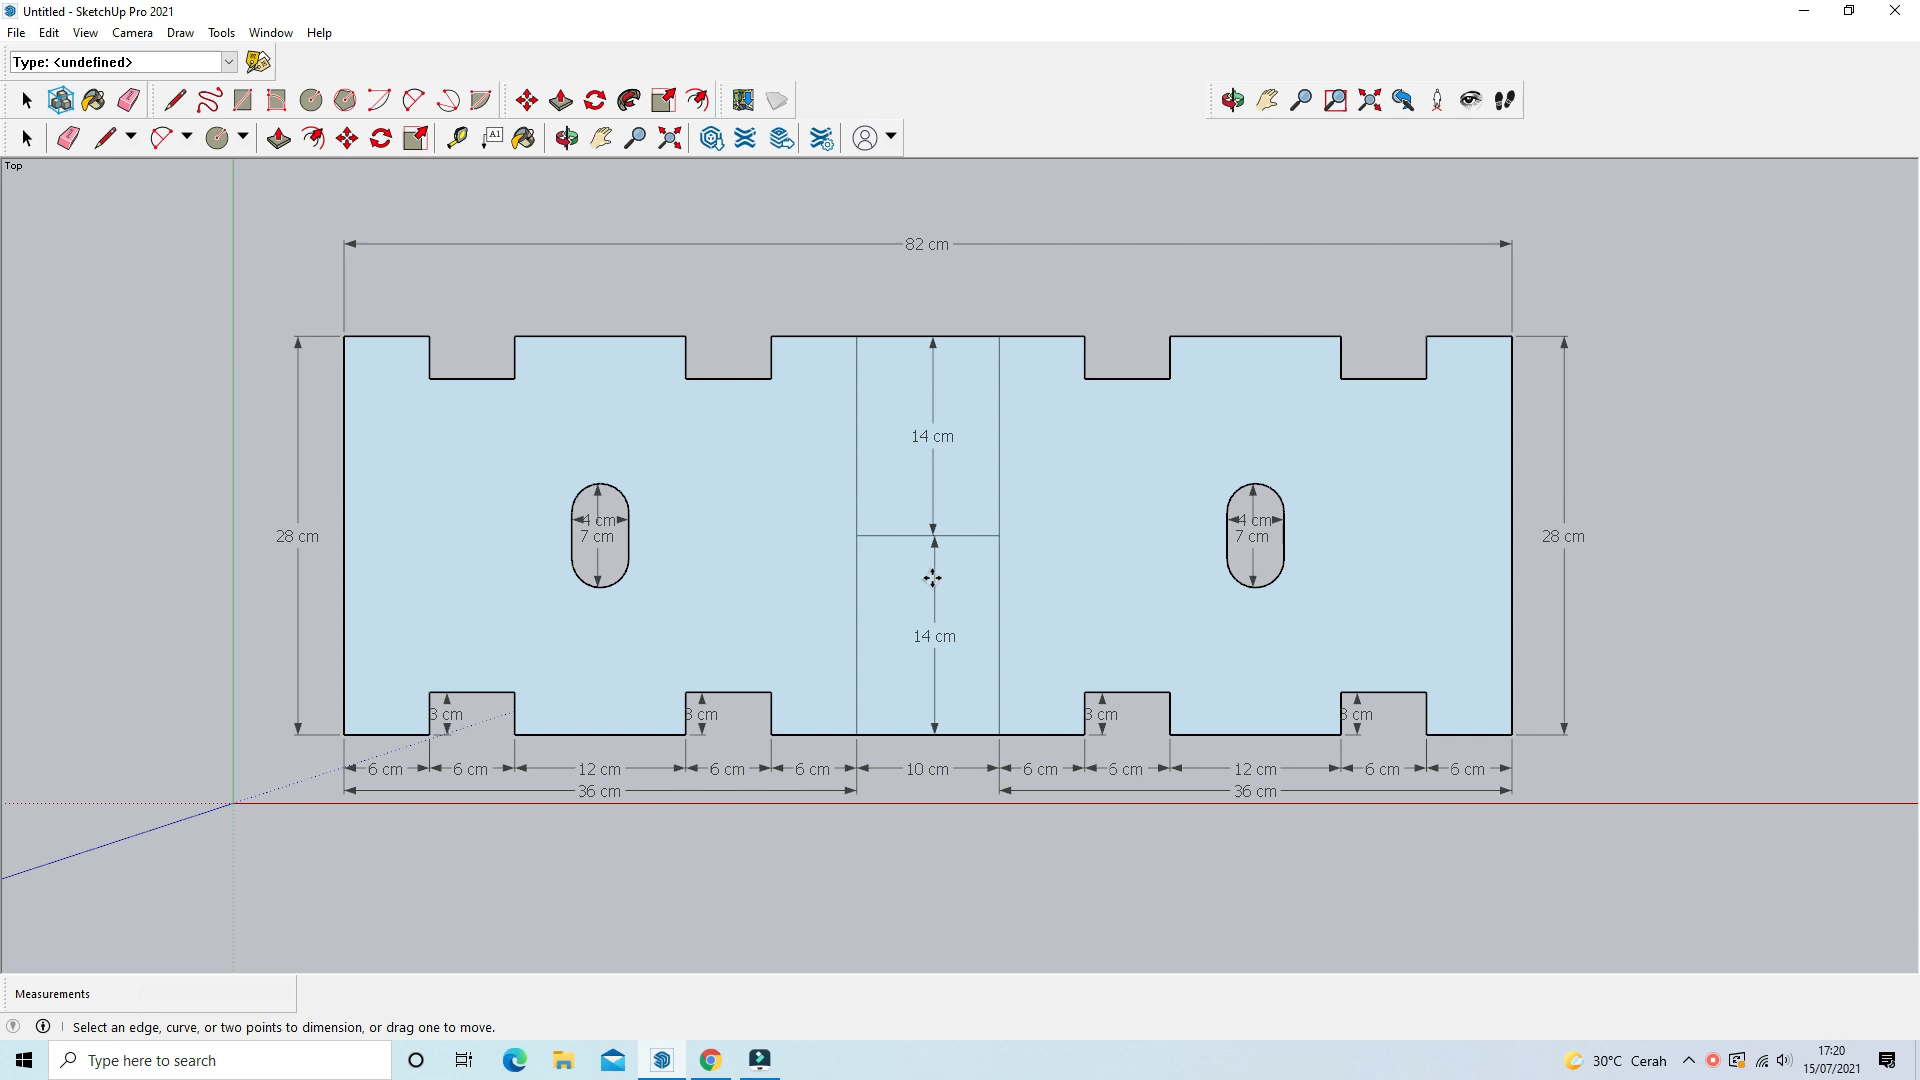 Untitled - SketchUp Pro 2021
File Edit View Camera Draw Tools Window Help
Type: <undefined>
A1
Top
82 cm
14 cm
4 cm
7 cm
4 cm
7 cm
28 cm
28 cm
14 cm
3 cm
3 cm
3 cm
3 cm
6 cm 6 cm 12 cm 6 cm 6 cm 10 cm 6 cm 6 cm 12 cm 6 cm 6 cm
36 cm 36 cm
Measurements
Select an edge, curve, or two points to dimension, or drag one to move.
Type here to search
30°C Cerah
17:20
15/07/2021